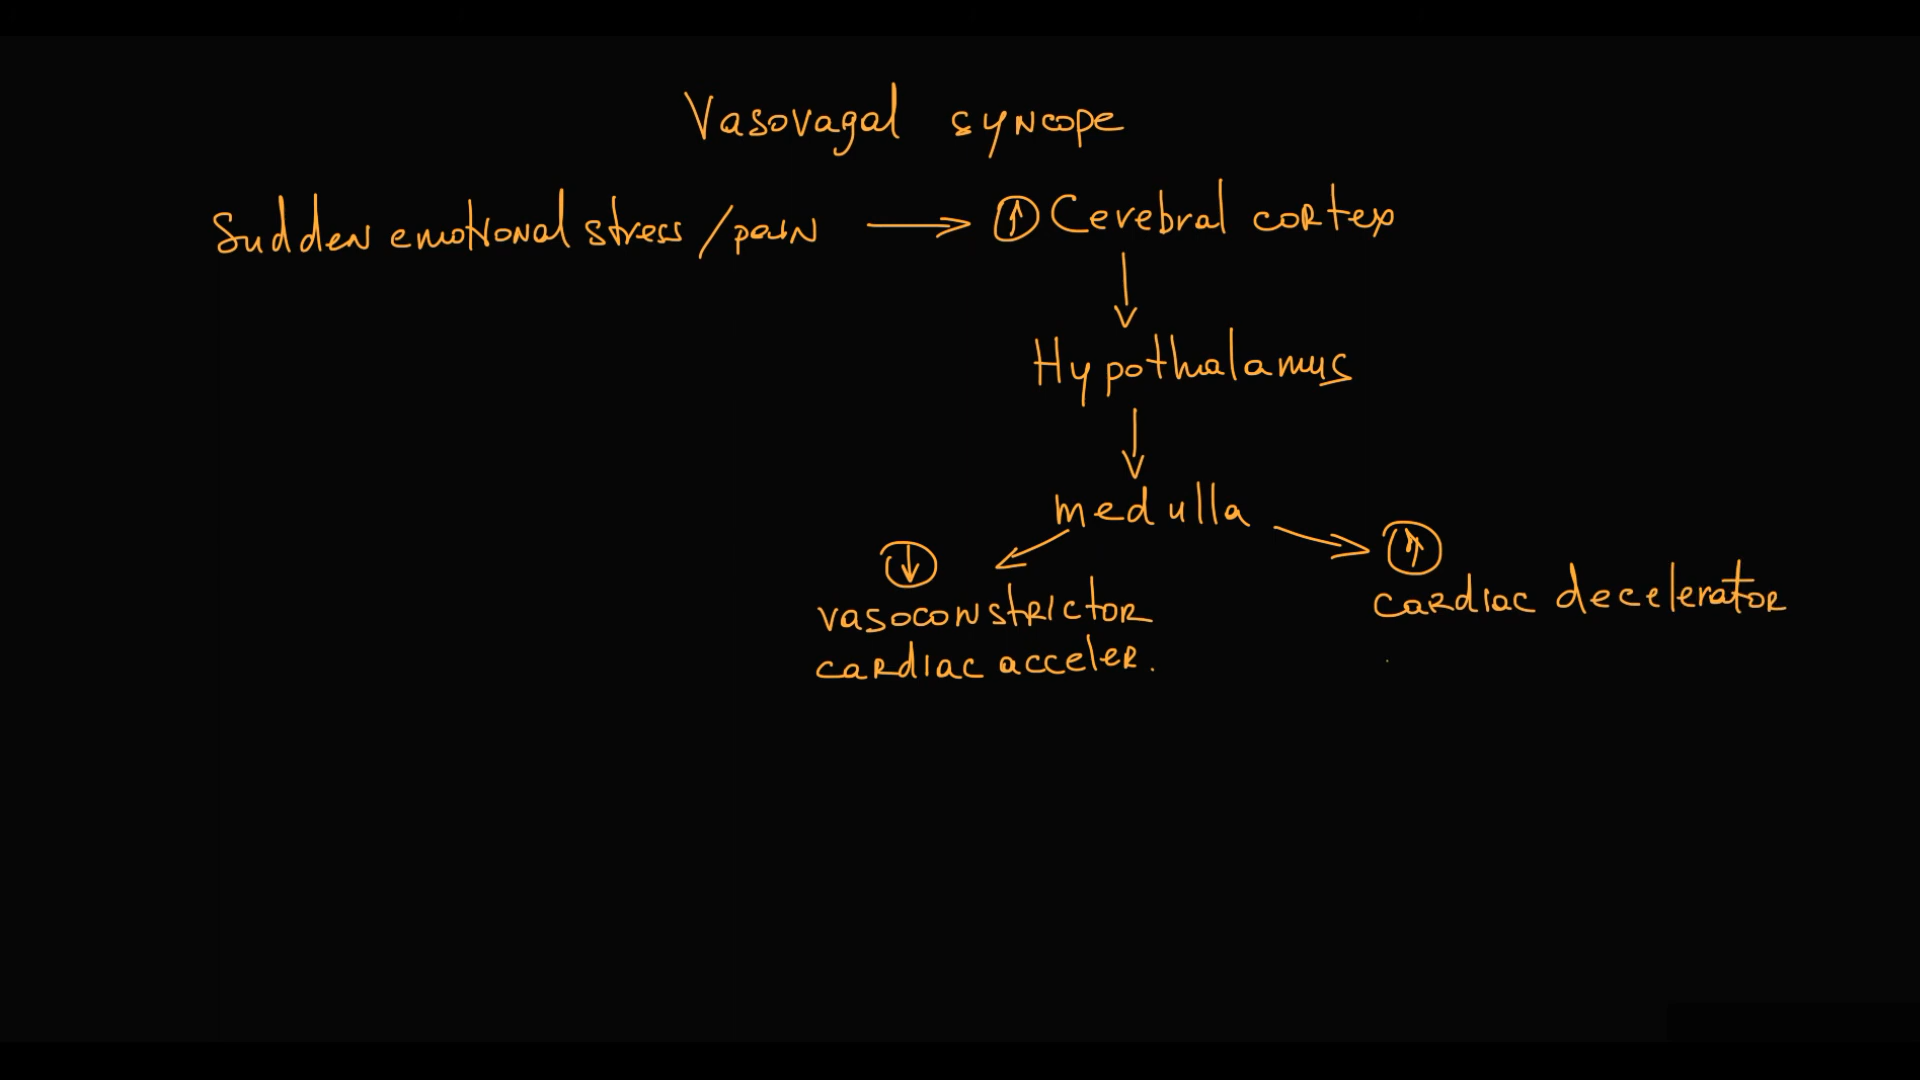 Vasovagal syncope
Sudden emotional stress/pain → ↑ Cerebral cortex
↓
Hypothalamus
↓
medulla
↓ ↑
vasoconstrictor cardiac decelerator
cardiac acceler.